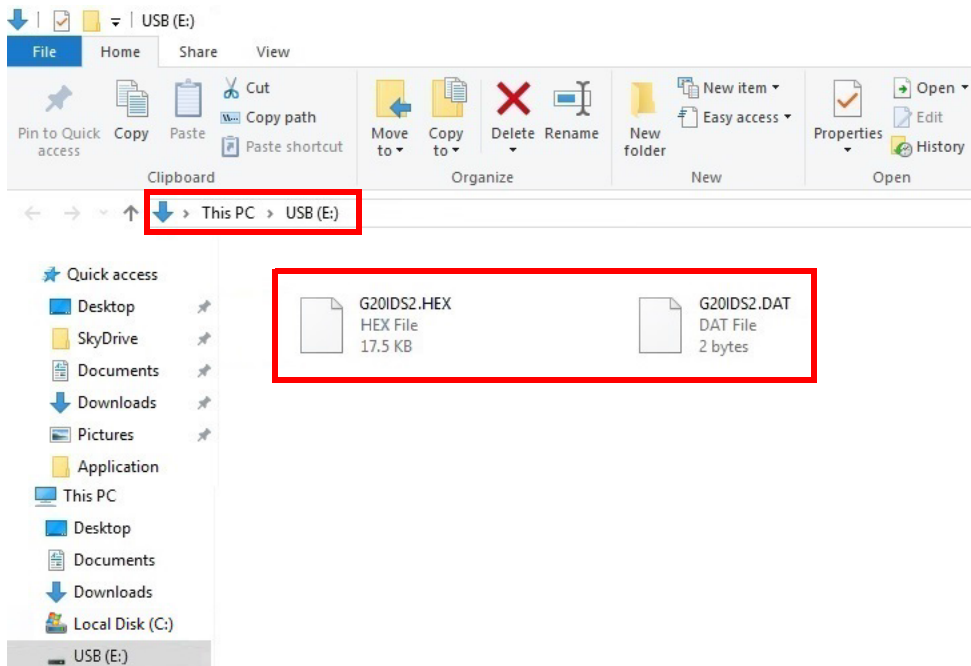 USB (E:)
File Home Share View
Pin to Quick access
Copy
Paste
Cut
Copy path
Paste shortcut
Clipboard
Move to
Copy to
Delete
Rename
Organize
New folder
New item
Easy access
New
Properties
Open
Edit
History
Open
This PC > USB (E:)
Quick access
Desktop
SkyDrive
Documents
Downloads
Pictures
Application
This PC
Desktop
Documents
Downloads
Local Disk (C:)
USB (E:)
G20IDS2.HEX
HEX File
17.5 KB
G20IDS2.DAT
DAT File
2 bytes